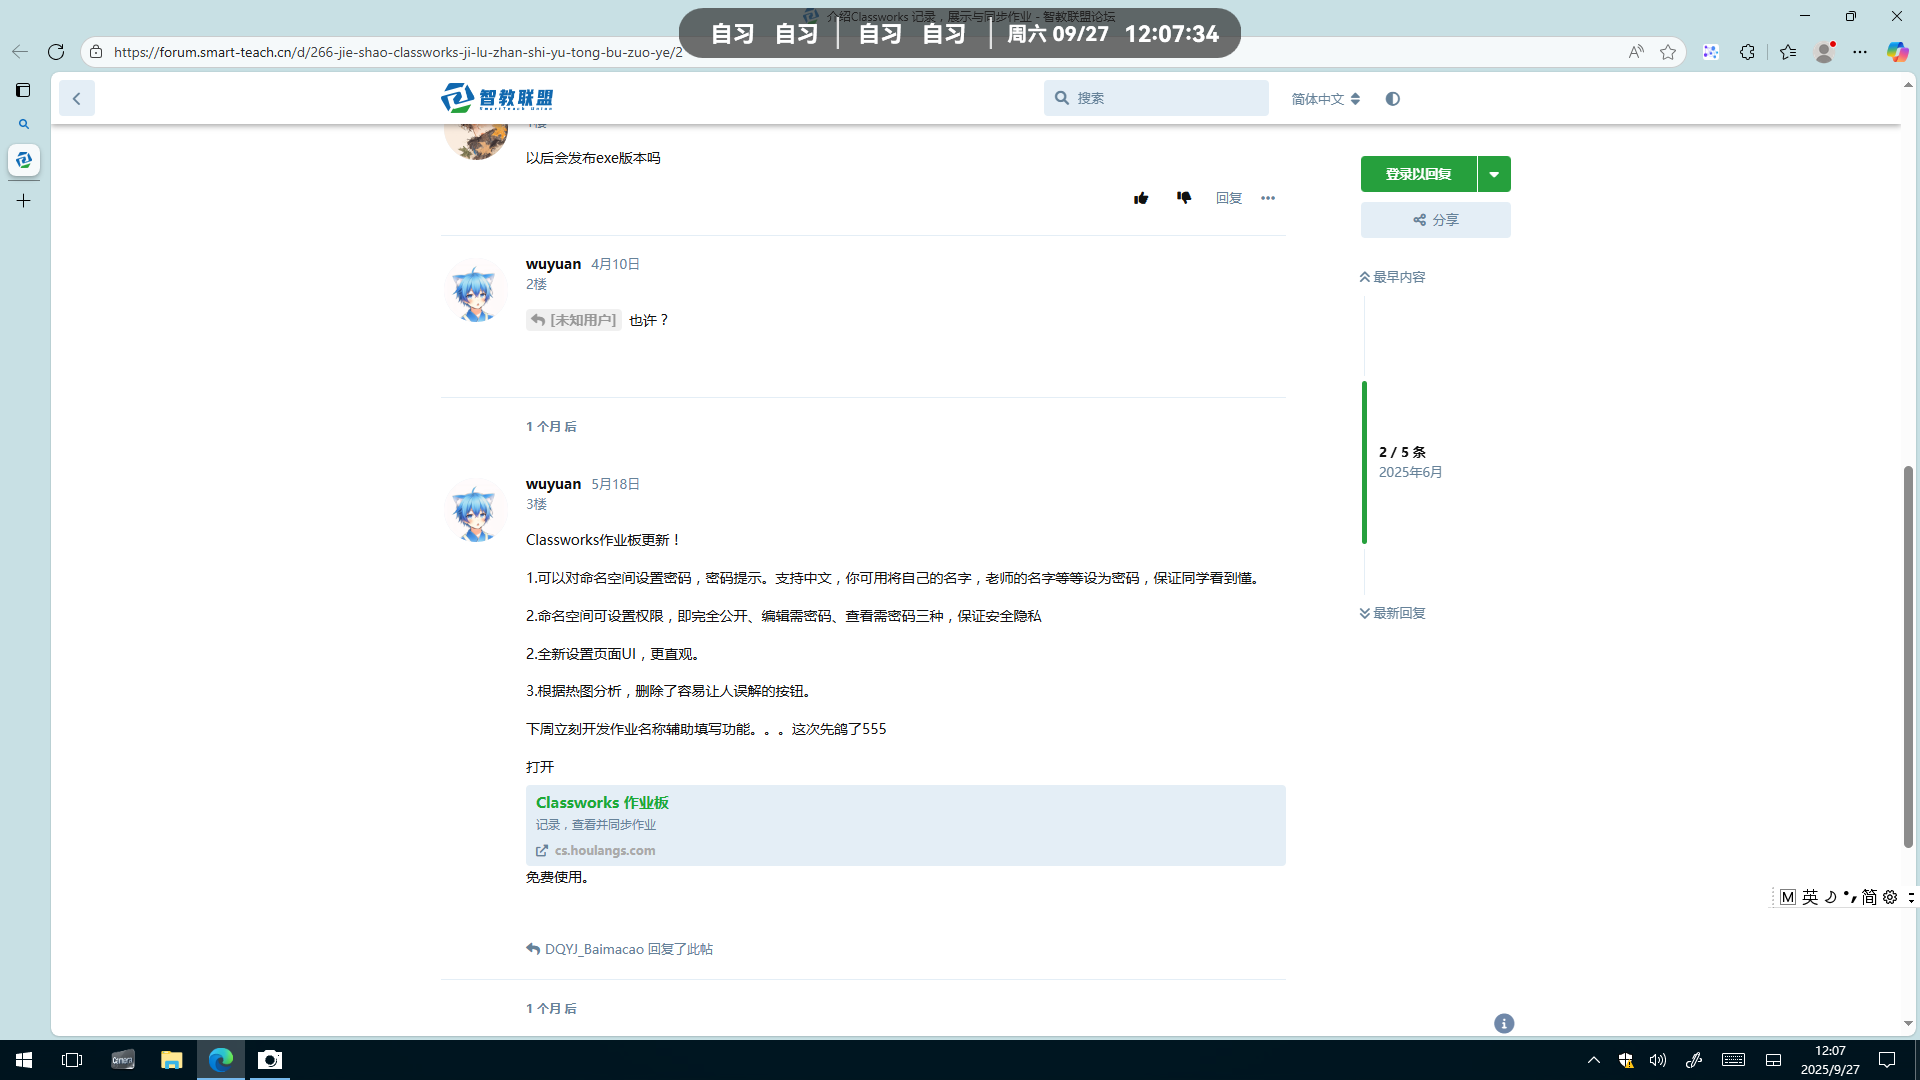 介绍Classworks 记录，展示与同步作业 - 智教联盟论坛
自习 自习 自习 自习 周六 09/27 12:07:34
https://forum.smart-teach.cn/d/266-jie-shao-classworks-ji-lu-zhan-shi-yu-tong-bu-zuo-ye/2
智教联盟
SmartTeach Union
搜索
简体中文
1楼
以后会发布exe版本吗
回复
登录以回复
分享
最早内容
wuyuan 4月10日
2楼
[未知用户] 也许？
1 个月 后
2 / 5 条
2025年6月
wuyuan 5月18日
3楼
Classworks作业板更新！
1.可以对命名空间设置密码，密码提示。支持中文，你可用将自己的名字，老师的名字等等设为密码，保证同学看到懂。
2.命名空间可设置权限，即完全公开、编辑需密码、查看需密码三种，保证安全隐私
最新回复
2.全新设置页面UI，更直观。
3.根据热图分析，删除了容易让人误解的按钮。
下周立刻开发作业名称辅助填写功能。。。这次先鸽了555
打开
Classworks 作业板
记录，查看并同步作业
cs.houlangs.com
免费使用。
M 英 简
DQYJ_Baimacao 回复了此帖
1 个月 后
12:07
2025/9/27